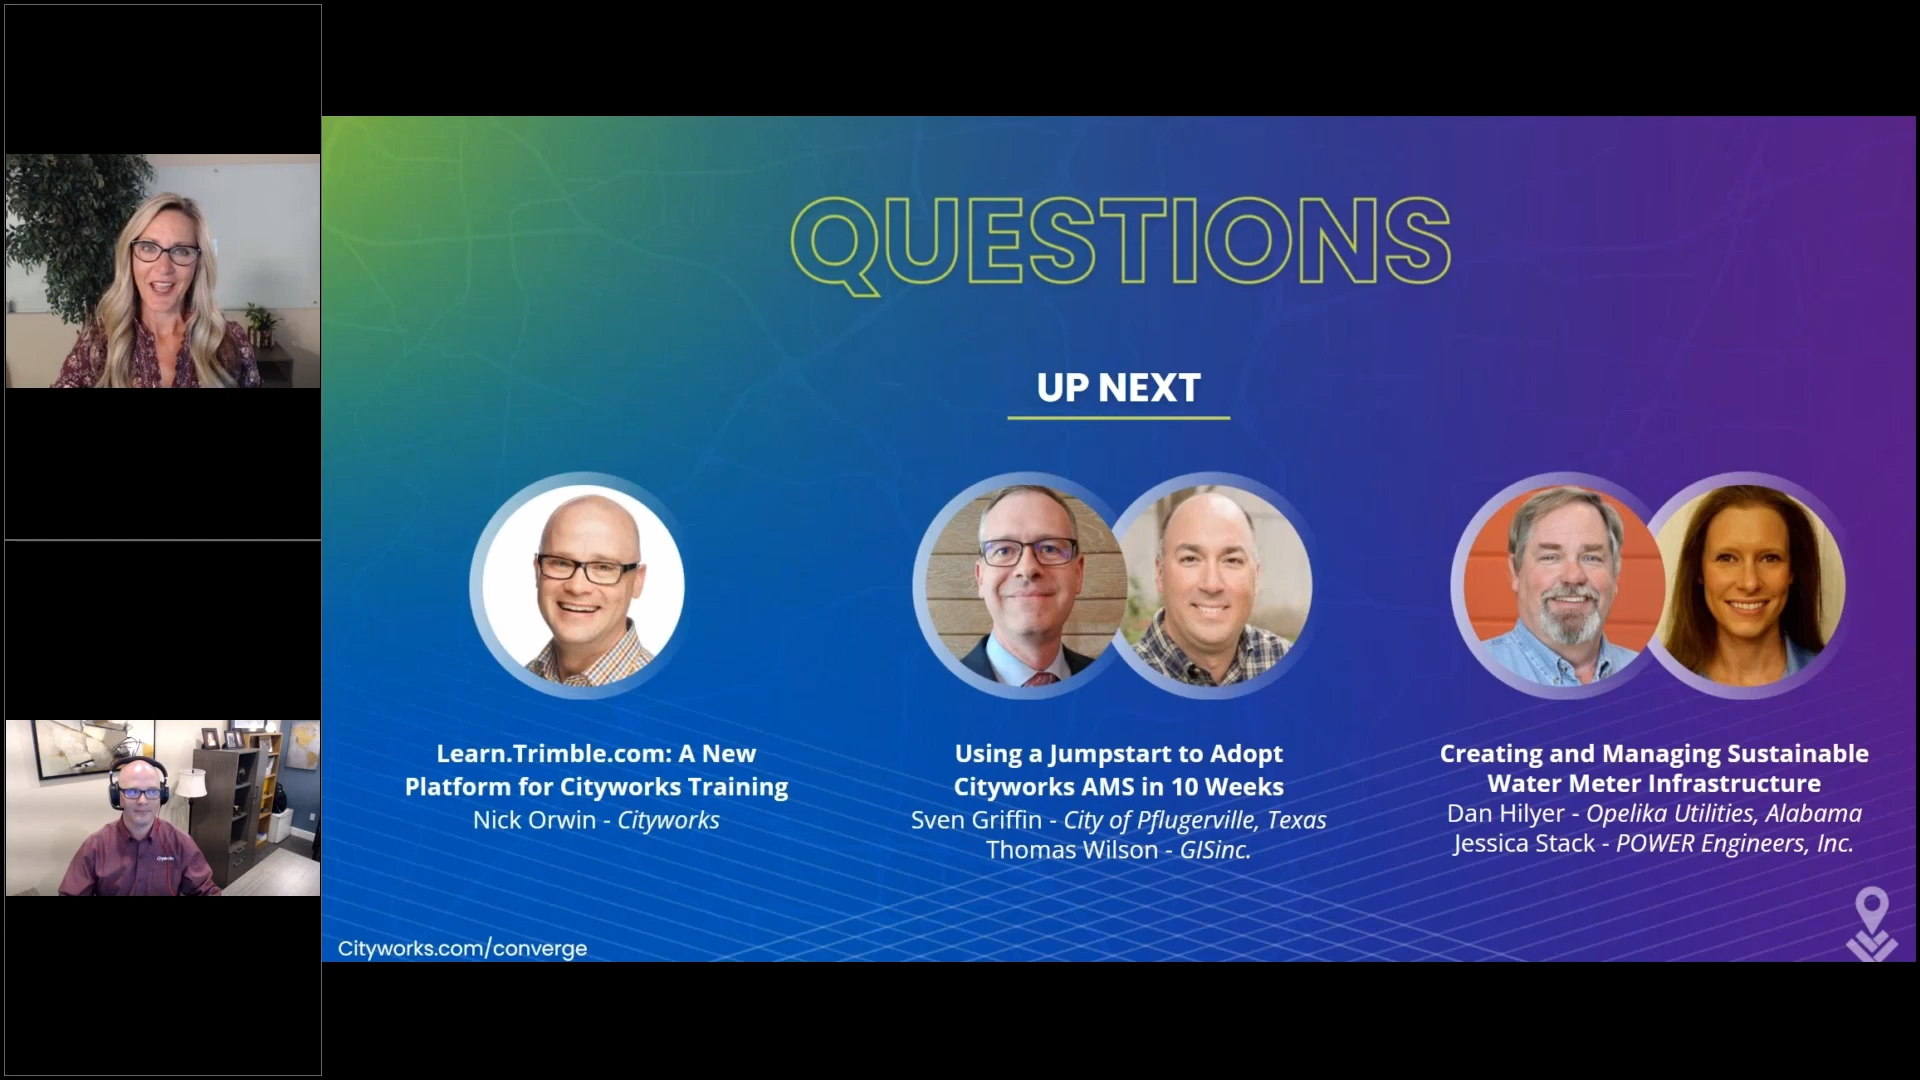 QUESTIONS
UP NEXT
Learn.Trimble.com: A New
Platform for Cityworks Training
Nick Orwin - Cityworks
Using a Jumpstart to Adopt
Cityworks AMS in 10 Weeks
Sven Griffin - City of Pflugerville, Texas
Thomas Wilson - GISinc.
Creating and Managing Sustainable
Water Meter Infrastructure
Dan Hilyer - Opelika Utilities, Alabama
Jessica Stack - POWER Engineers, Inc.
Cityworks.com/converge